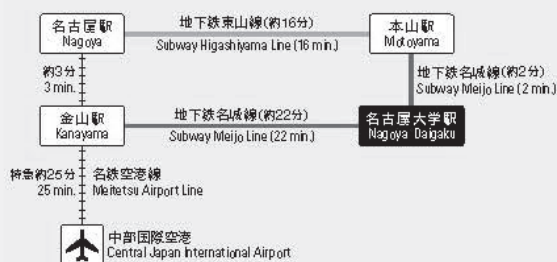 名古屋駅
Nagoya
地下鉄東山線(約16分)
Subway Higashiyama Line (16 min.)
本山駅
Motoyama
約3分
3 min.
地下鉄名城線(約2分)
Subway Meijo Line (2 min.)
金山駅
Kanayama
地下鉄名城線(約22分)
Subway Meijo Line (22 min.)
名古屋大学駅
Nagoya Daigaku
特急約25分
25 min.
名鉄空港線
Meitetsu Airport Line
中部国際空港
Central Japan International Airport